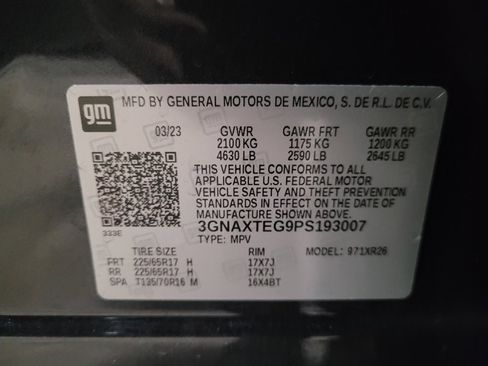 gm
MFD BY GENERAL MOTORS DE MEXICO, S. DE R.L. DE C.V.
03/23 GVWR GAWR FRT GAWR RR
2100 KG 1175 KG 1200 KG
4630 LB 2590 LB 2645 LB
THIS VEHICLE CONFORMS TO ALL
APPLICABLE U.S. FEDERAL MOTOR
VEHICLE SAFETY AND THEFT PREVENTION
STANDARDS IN EFFECT ON THE DATE OF
MANUFACTURE SHOWN ABOVE.
333E 3GNAXTEG9PS193007
TYPE: MPV
TIRE SIZE RIM MODEL: 971XR26
FRT 225/65R17 H 17X7J
RR 225/65R17 H 17X7J
SPA T135/70R16 M 16X4BT